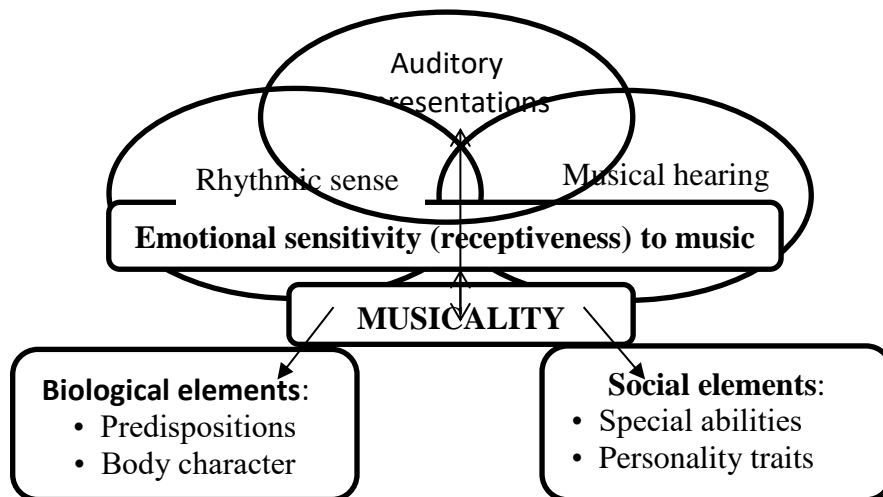 Auditory
presentations
Rhythmic sense
Musical hearing
Emotional sensitivity (receptiveness) to music
MUSICALITY
Biological elements:
• Predispositions
• Body character
Social elements:
• Special abilities
• Personality traits